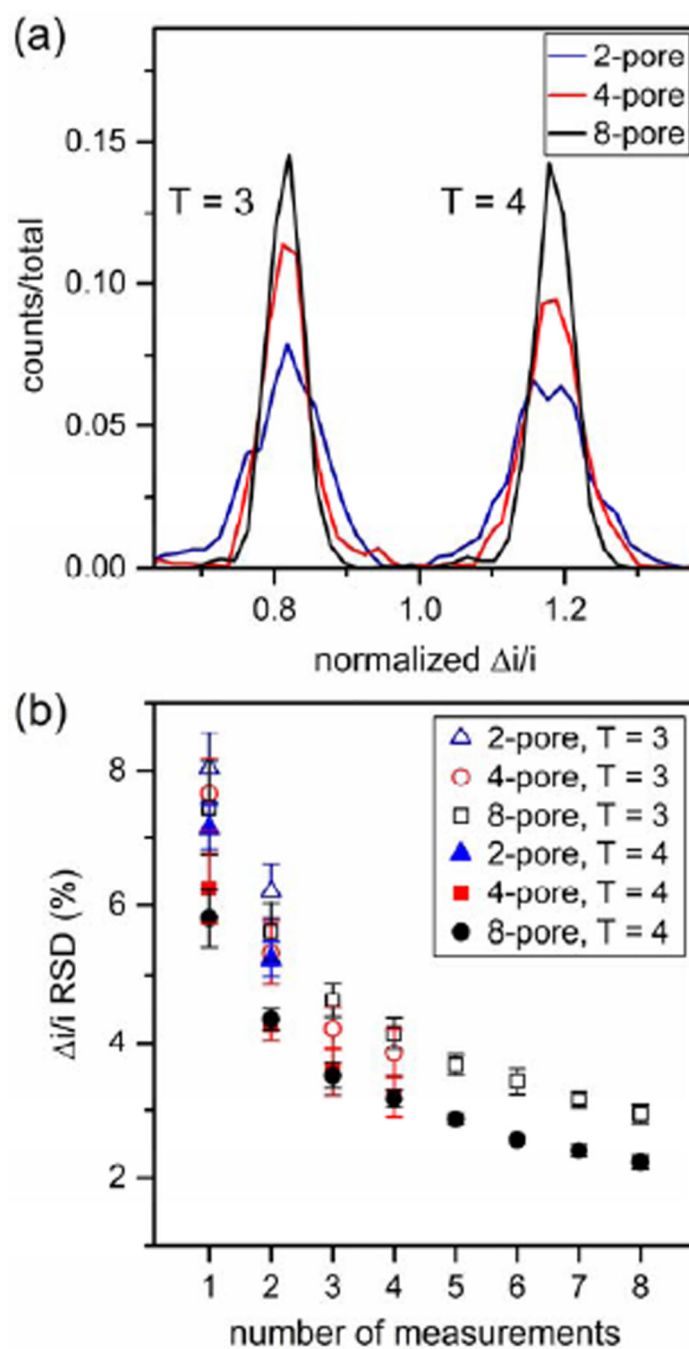 (a)
2-pore
4-pore
8-pore
T = 3
T = 4
0.15
0.10
0.05
0.00
counts/total
0.8
1.0
1.2
normalized Δi/i
(b)
2-pore, T = 3
4-pore, T = 3
8-pore, T = 3
2-pore, T = 4
4-pore, T = 4
8-pore, T = 4
8
6
4
2
Δi/i RSD (%)
1 2 3 4 5 6 7 8
number of measurements